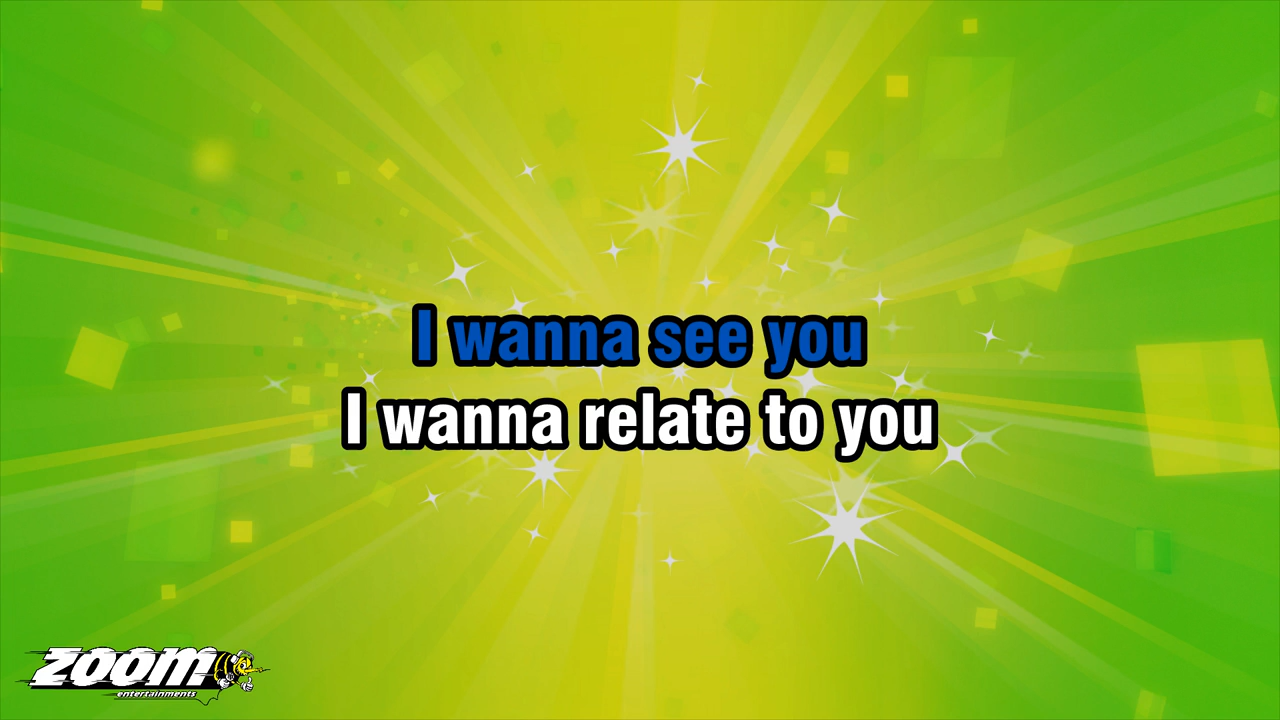 I wanna see you
I wanna relate to you
zoom
entertainments